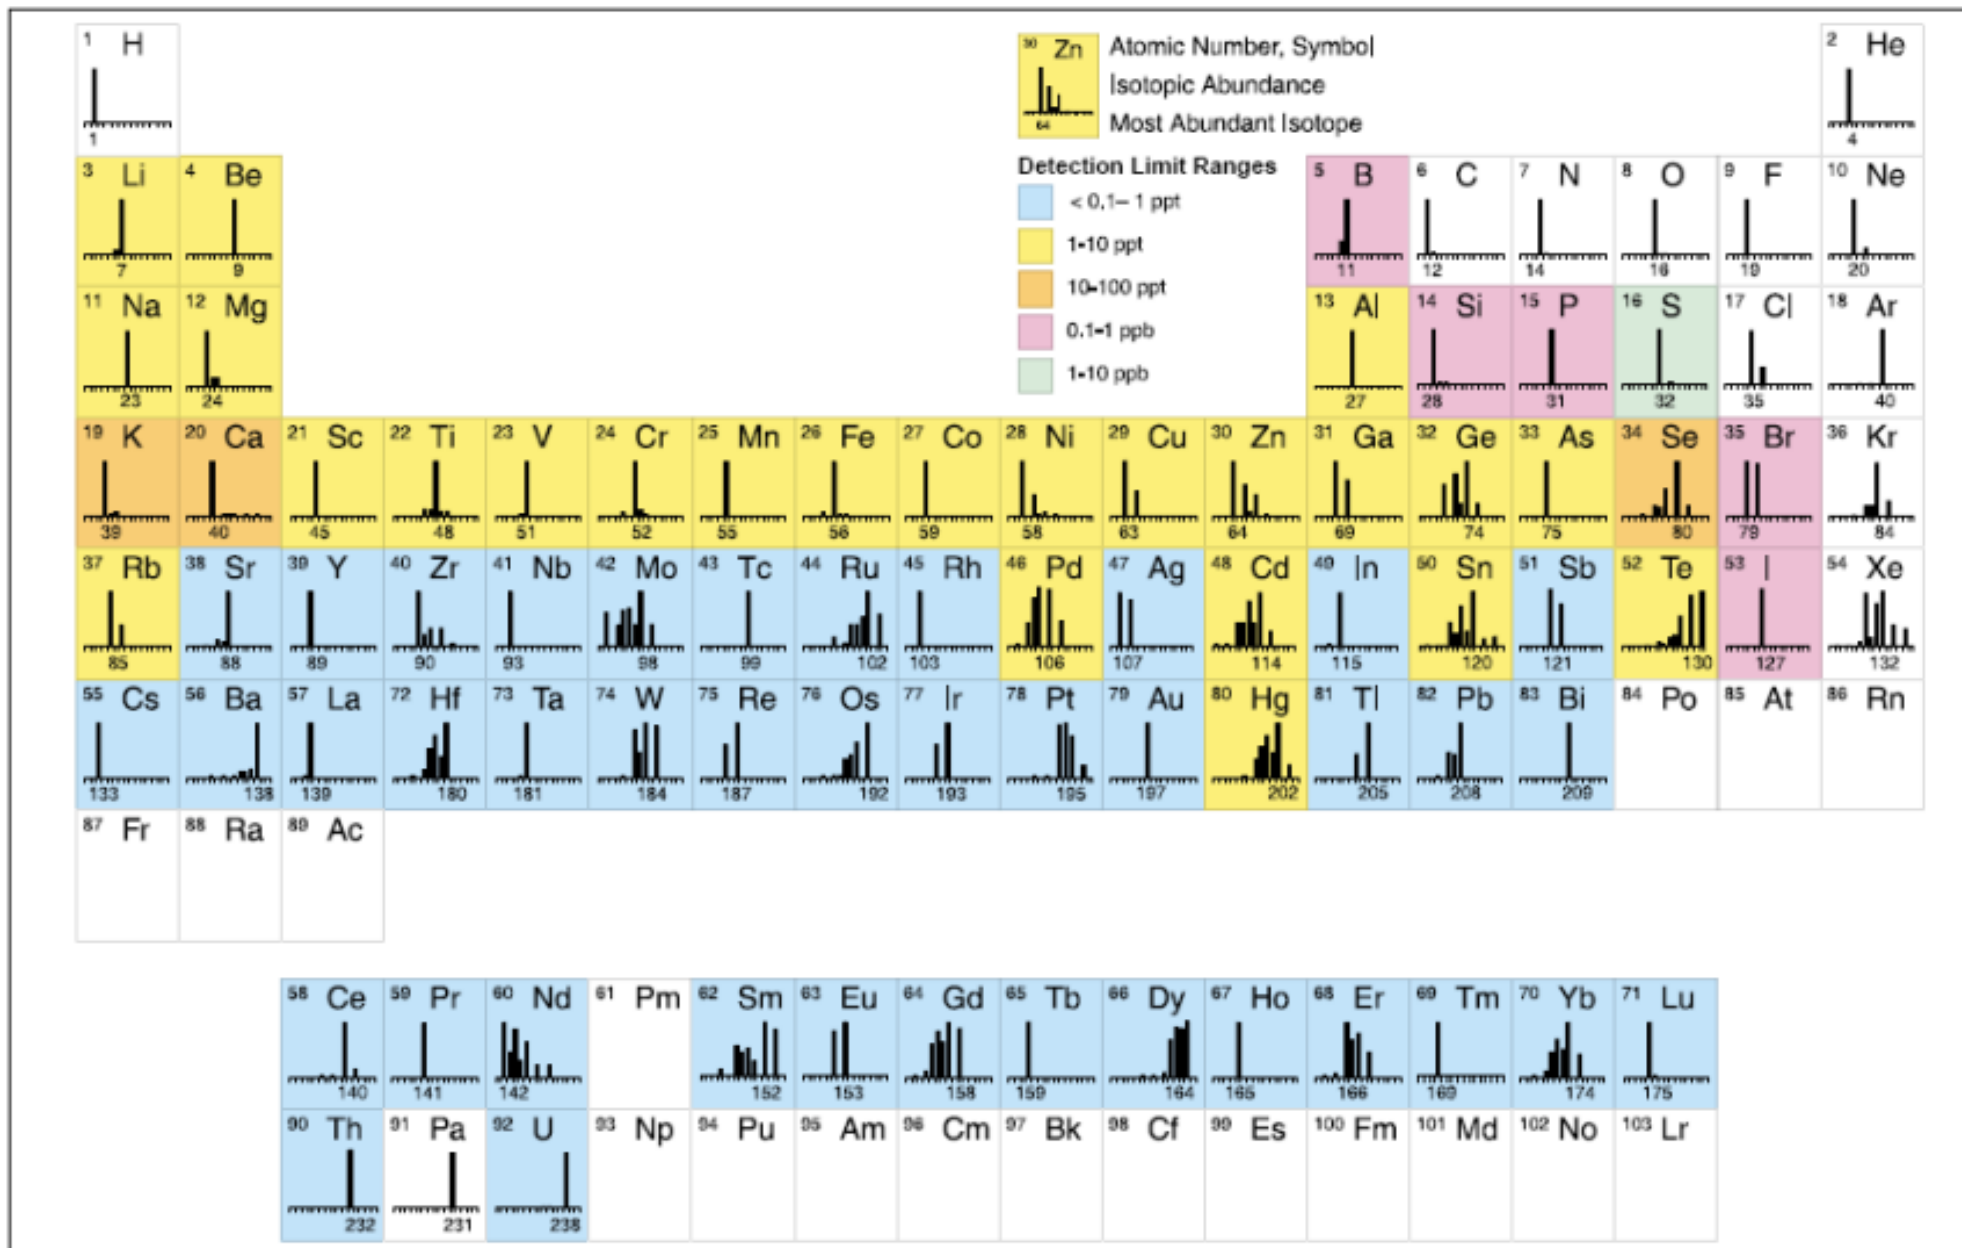 1 H
30 Zn Atomic Number, Symbol
2 He
64
Isotopic Abundance
Most Abundant Isotope
1
4
Detection Limit Ranges
< 0.1– 1 ppt
1-10 ppt
10-100 ppt
0.1-1 ppb
1-10 ppb
3 Li 4 Be 5 B 6 C 7 N 8 O 9 F 10 Ne
7 9 11 12 14 16 19 20
11 Na 12 Mg 13 Al 14 Si 15 P 16 S 17 Cl 18 Ar
23 24 27 28 31 32 35 40
19 K 20 Ca 21 Sc 22 Ti 23 V 24 Cr 25 Mn 26 Fe 27 Co 28 Ni 29 Cu 30 Zn 31 Ga 32 Ge 33 As 34 Se 35 Br 36 Kr
39 40 45 48 51 52 55 56 59 58 63 64 69 74 75 80 79 84
37 Rb 38 Sr 39 Y 40 Zr 41 Nb 42 Mo 43 Tc 44 Ru 45 Rh 46 Pd 47 Ag 48 Cd 49 In 50 Sn 51 Sb 52 Te 53 I 54 Xe
85 88 89 90 93 98 99 102 103 106 107 114 115 120 121 130 127 132
55 Cs 56 Ba 57 La 72 Hf 73 Ta 74 W 75 Re 76 Os 77 Ir 78 Pt 79 Au 80 Hg 81 Tl 82 Pb 83 Bi 84 Po 85 At 86 Rn
133 138 139 180 181 184 187 192 193 195 197 202 205 208 209
87 Fr 88 Ra 89 Ac
58 Ce 59 Pr 60 Nd 61 Pm 62 Sm 63 Eu 64 Gd 65 Tb 66 Dy 67 Ho 68 Er 69 Tm 70 Yb 71 Lu
140 141 142 152 153 158 159 164 165 166 169 174 175
90 Th 91 Pa 92 U 93 Np 94 Pu 95 Am 96 Cm 97 Bk 98 Cf 99 Es 100 Fm 101 Md 102 No 103 Lr
232 231 238